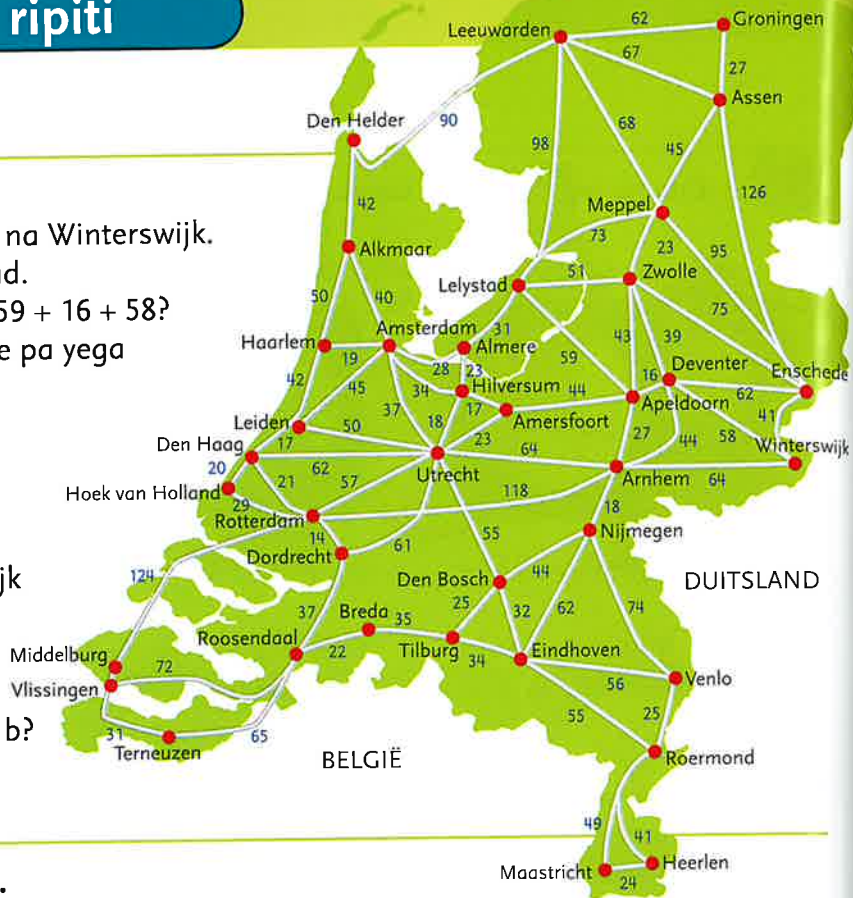 ripiti
na Winterswijk.
d.
59 + 16 + 58?
e pa yega
jk
b?
.
Leeuwarden
62
Groningen
67
27
Assen
Den Helder
90
68
98
45
126
42
Meppel
73
23
95
Alkmaar
Lelystad
51
Zwolle
50
40
75
Haarlem
19
Amsterdam
31
Almere
59
43
39
28
23
16
Deventer
Enschede
42
45
34
Hilversum
44
Apeldoorn
62
41
37
18
17
Amersfoort
Leiden
50
23
27
44
58
Winterswijk
Den Haag
17
64
20
62
Utrecht
Arnhem
64
Hoek van Holland
21
57
118
29
18
Rotterdam
14
55
Nijmegen
Dordrecht
61
124
Den Bosch
44
DUITSLAND
37
Breda
35
25
32
62
74
Roosendaal
22
Tilburg
34
Eindhoven
Middelburg
72
56
Venlo
Vlissingen
55
25
31
65
Terneuzen
BELGIË
Roermond
49
41
Maastricht
24
Heerlen